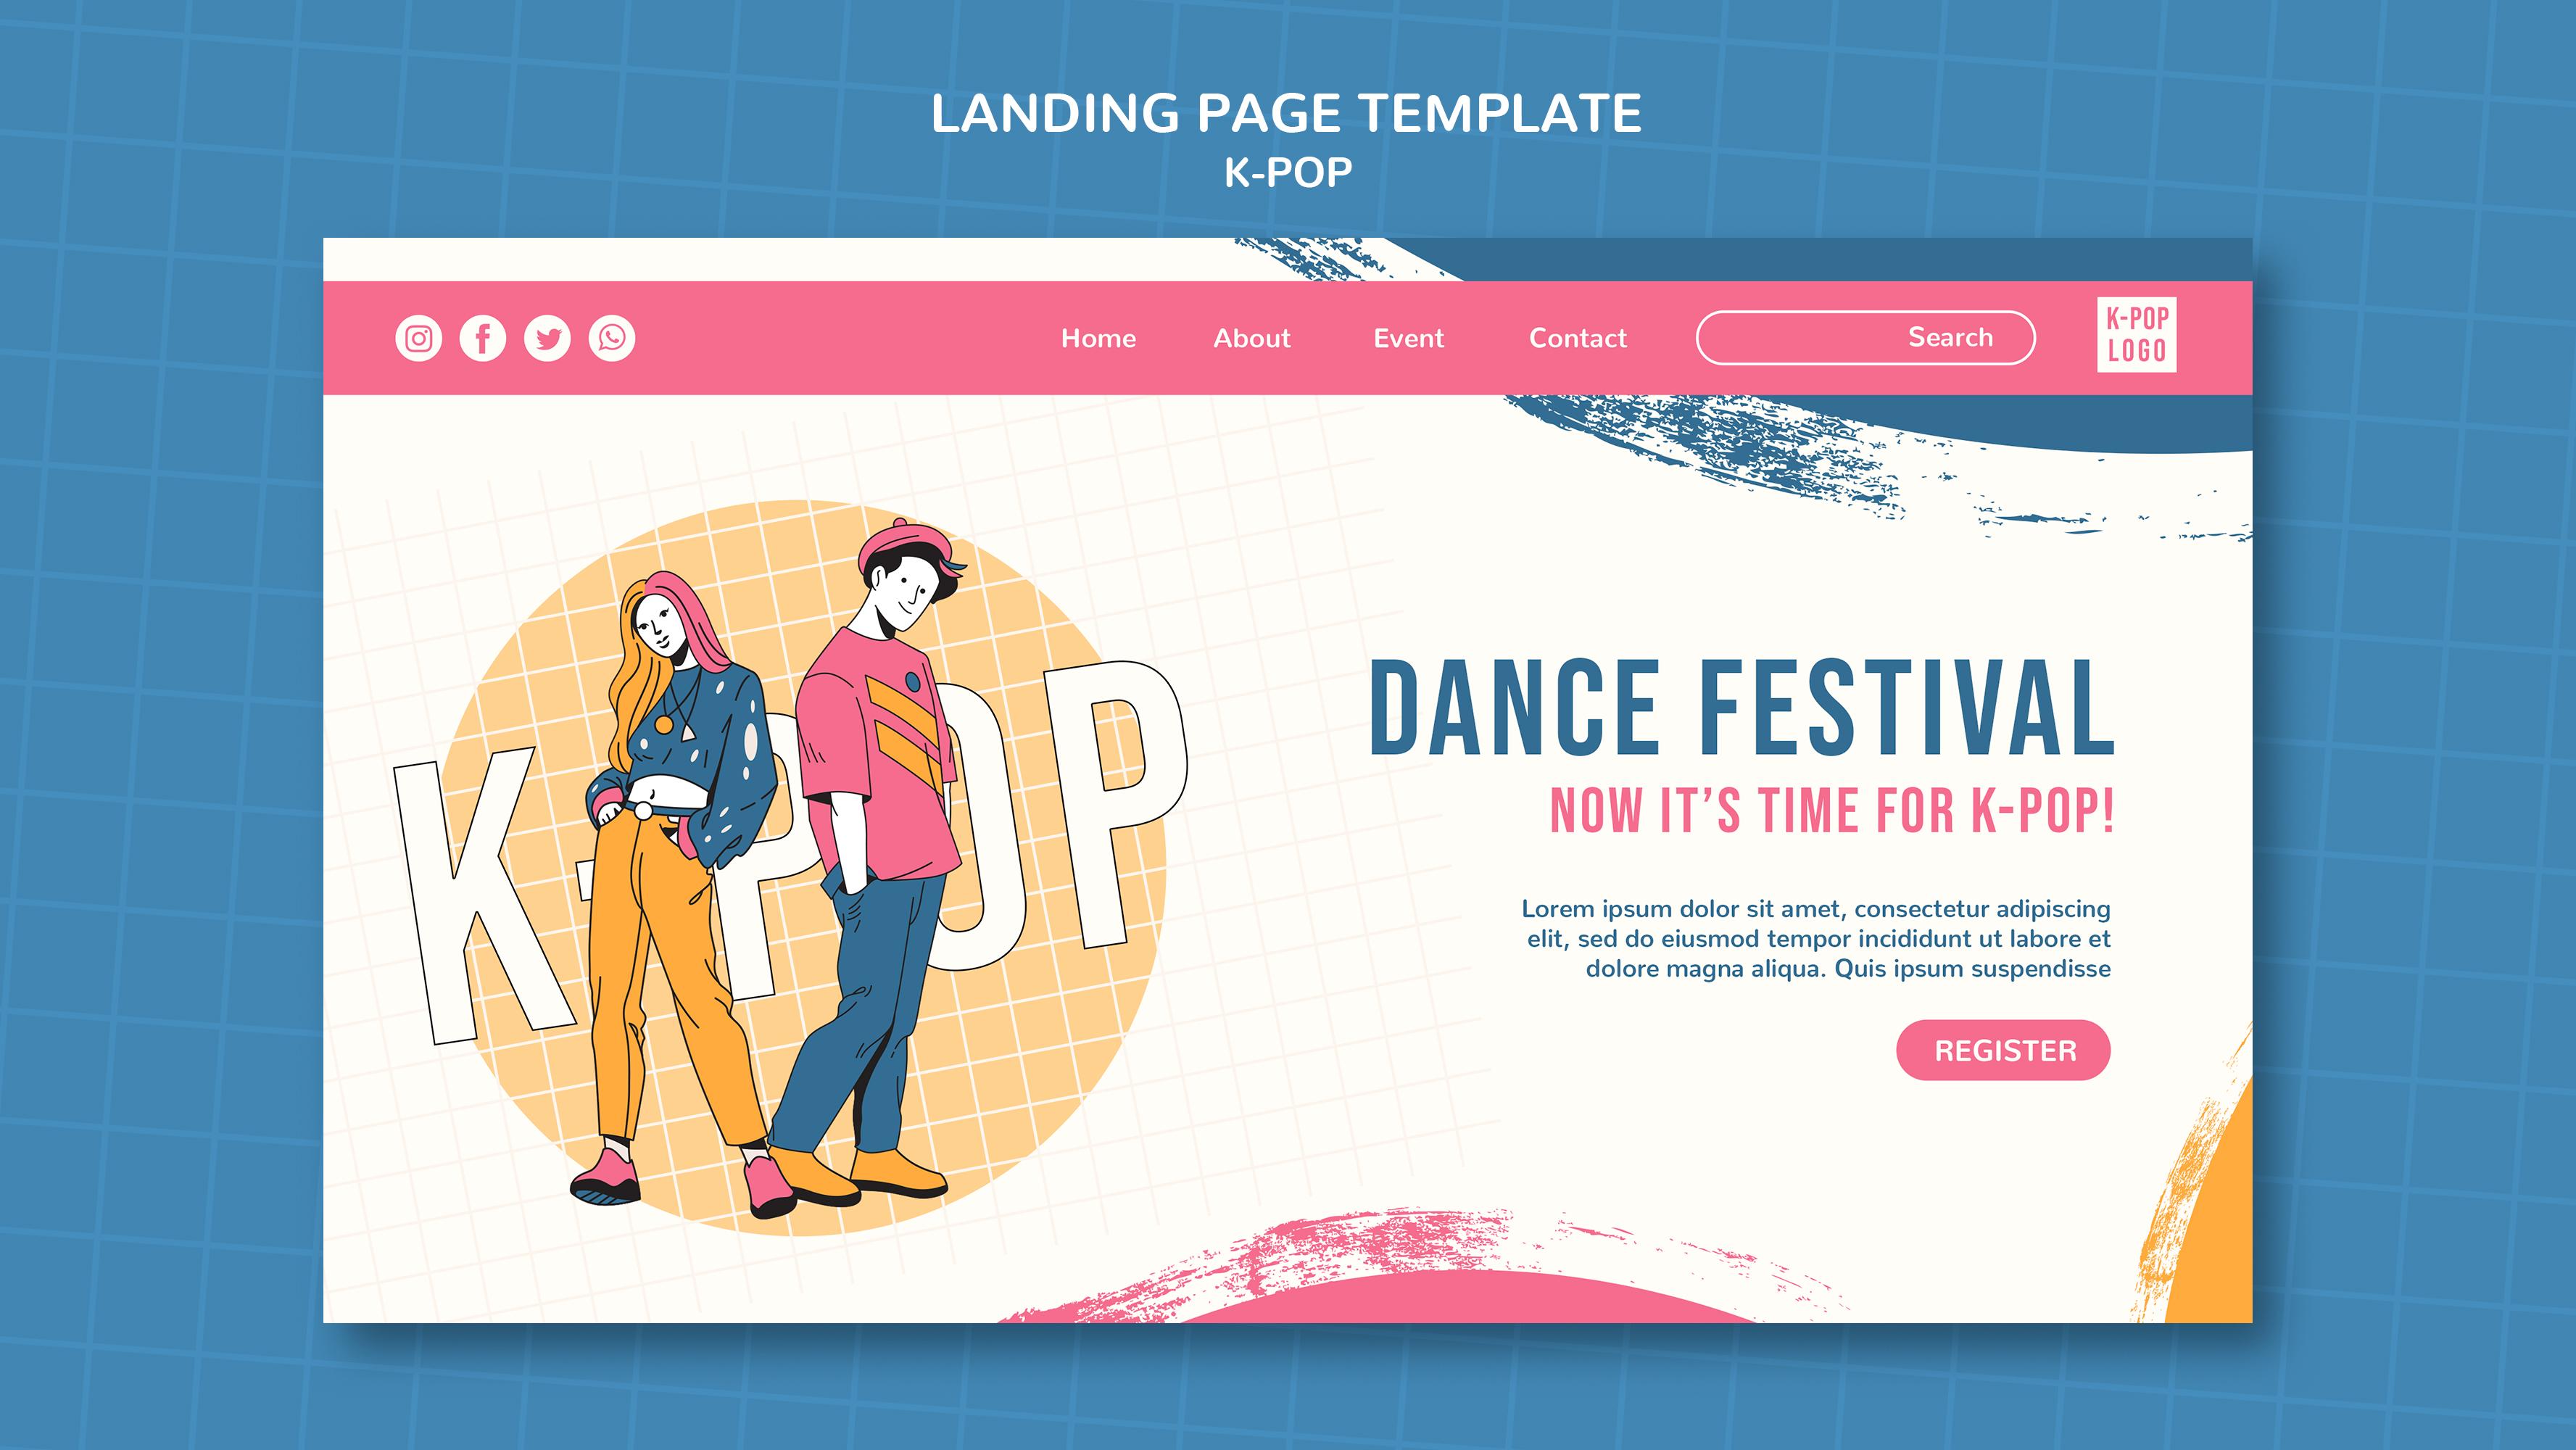 LANDING PAGE TEMPLATE
K-POP
Home About Event Contact Search
K-POP
LOGO
K-POP
DANCE FESTIVAL
NOW IT'S TIME FOR K-POP!
Lorem ipsum dolor sit amet, consectetur adipiscing
elit, sed do eiusmod tempor incididunt ut labore et
dolore magna aliqua. Quis ipsum suspendisse
REGISTER